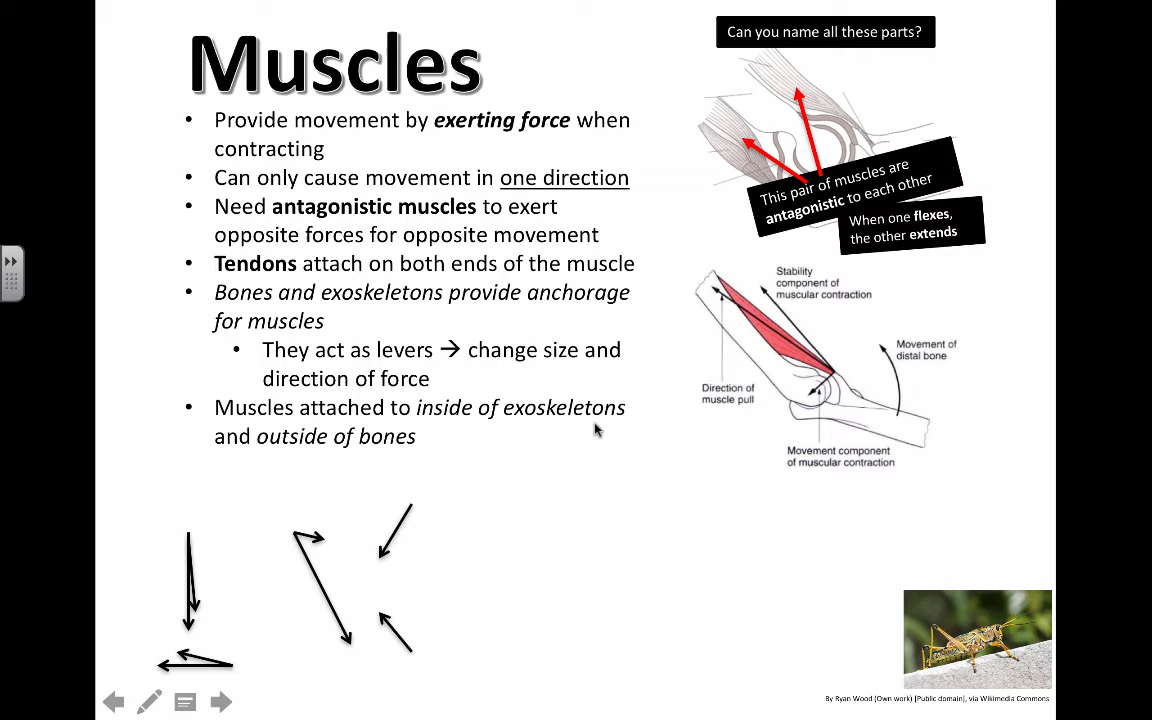 Muscles
• Provide movement by exerting force when
contracting
• Can only cause movement in one direction
• Need antagonistic muscles to exert
opposite forces for opposite movement
• Tendons attach on both ends of the muscle
• Bones and exoskeletons provide anchorage
for muscles
• They act as levers → change size and
direction of force
• Muscles attached to inside of exoskeletons
and outside of bones
Can you name all these parts?
This pair of muscles are
antagonistic to each other
When one flexes,
the other extends
Stability
component of
muscular contraction
Movement of
distal bone
Direction of
muscle pull
Movement component
of muscular contraction
By Ryan Wood (Own work) [Public domain], via Wikimedia Commons